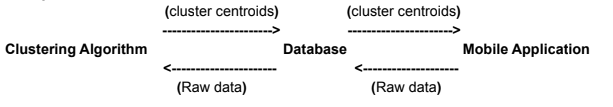 (cluster centroids) (cluster centroids)
----------------------> --------------------->
Clustering Algorithm Database Mobile Application
<--------------------- <-------------------
(Raw data) (Raw data)